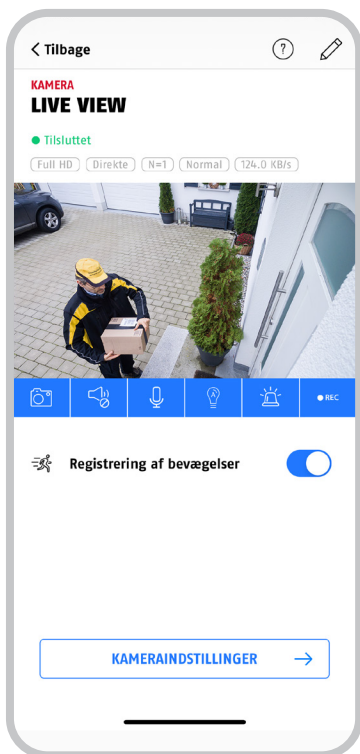 Tilbage
?
KAMERA
LIVE VIEW
Tilsluttet
Full HD Direkte N=1 Normal 124.0 KB/s
A
REC
Registrering af bevægelser
KAMERAINDSTILLINGER